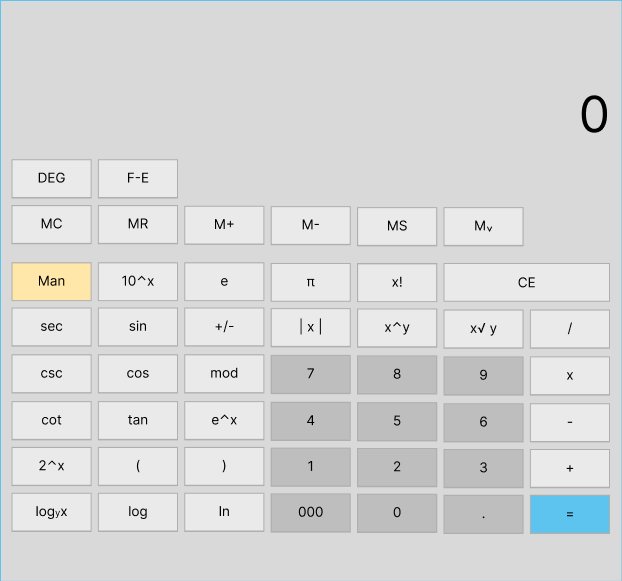 0
DEG F-E
MC MR M+ M- MS Mᵥ
Man 10^x e π x! CE
sec sin +/- | x | x^y x√ y /
csc cos mod 7 8 9 x
cot tan e^x 4 5 6 -
2^x ( ) 1 2 3 +
logᵧx log ln 000 0 . =